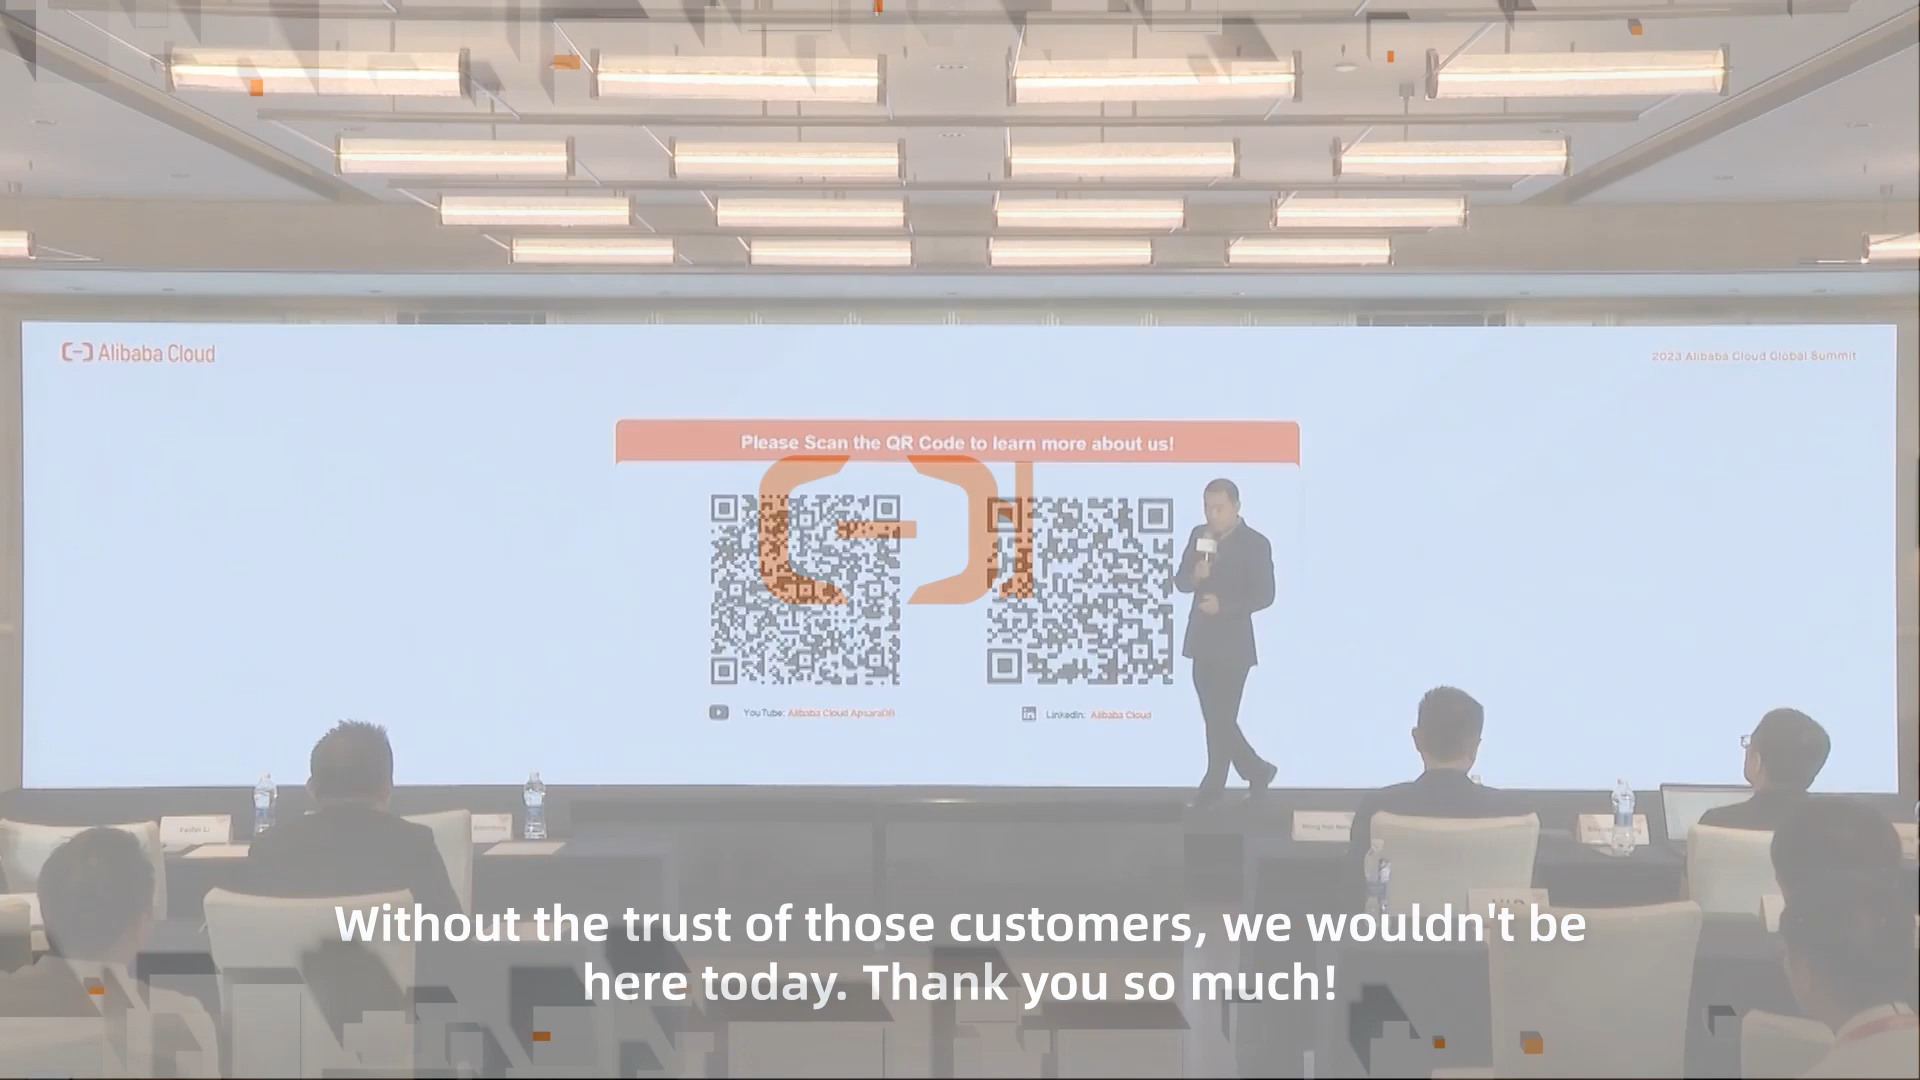 Alibaba Cloud
2023 Alibaba Cloud Global Summit
Please Scan the QR Code to learn more about us!
YouTube: Alibaba Cloud ApsaraDB
LinkedIn: Alibaba Cloud
Feifei Li
Without the trust of those customers, we wouldn't be
here today. Thank you so much!